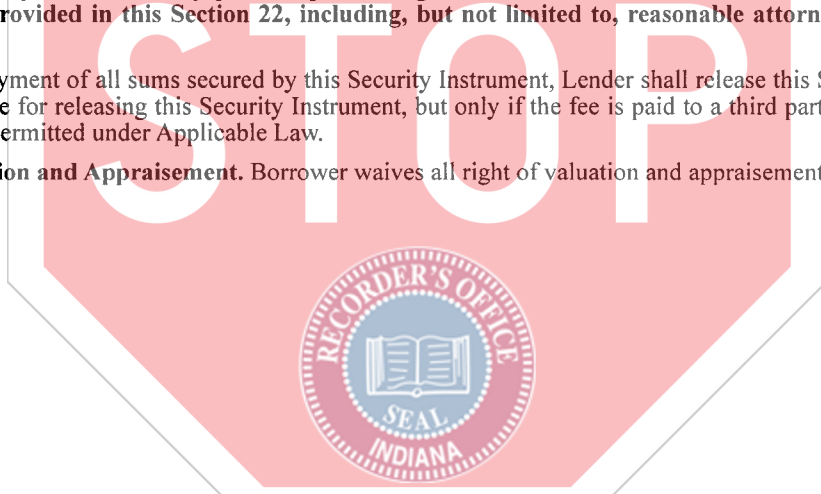 rovided in this Section 22, including, but not limited to, reasonable attorn
yment of all sums secured by this Security Instrument, Lender shall release this S
e for releasing this Security Instrument, but only if the fee is paid to a third part
ermitted under Applicable Law.
ion and Appraisement. Borrower waives all right of valuation and appraisement
STOP
RECORDER'S OFFICE
SEAL
INDIANA